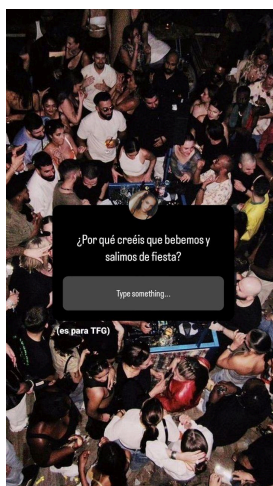 ¿Por qué creéis que bebemos y
salimos de fiesta?
Type something...
(es para TFG)